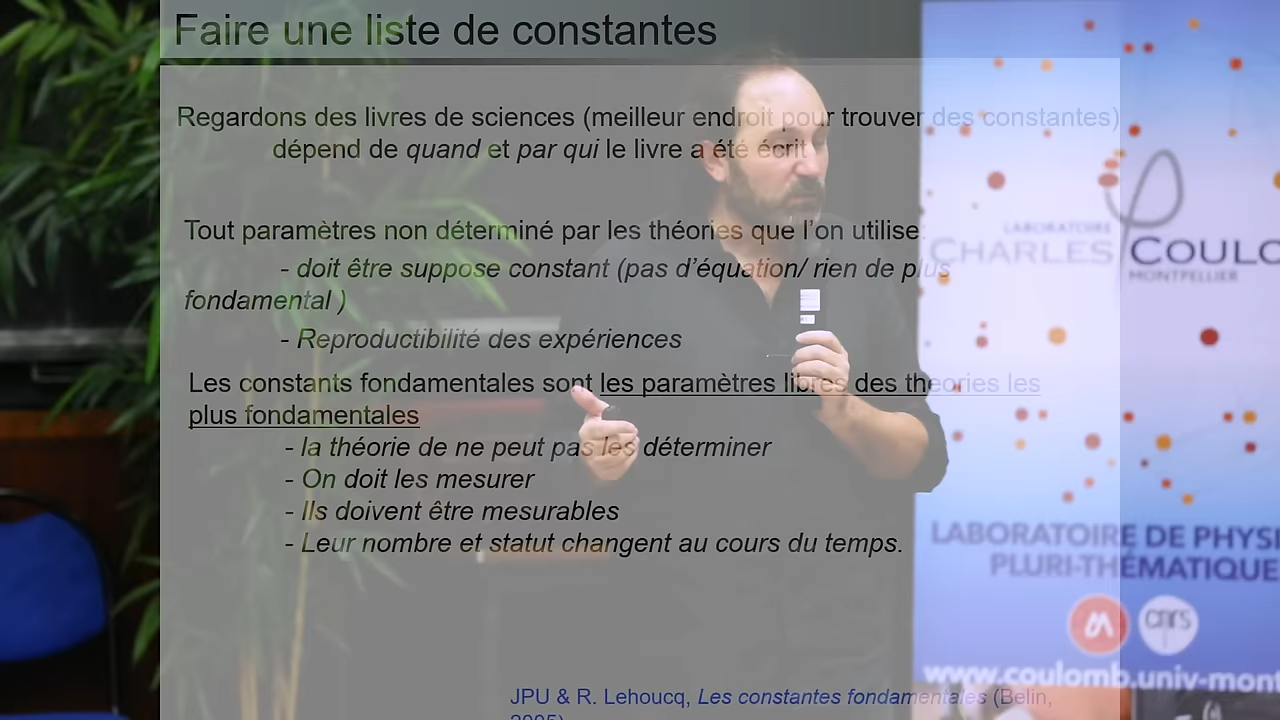 Faire une liste de constantes
Regardons des livres de sciences (meilleur endroit pour trouver des constantes)
dépend de quand et par qui le livre a été écrit
Tout paramètres non déterminé par les théories que l'on utilise:
- doit être suppose constant (pas d'équation/ rien de plus
fondamental )
- Reproductibilité des expériences
Les constants fondamentales sont les paramètres libres des theories les
plus fondamentales
- la théorie de ne peut pas les déterminer
- On doit les mesurer
- Ils doivent être mesurables
- Leur nombre et statut changent au cours du temps.
JPU & R. Lehoucq, Les constantes fondamentales (Belin,
2005)
LABORATOIRE
CHARLES COULO
MONTPELLIER
LABORATOIRE DE PHYSI
PLURI-THÉMATIQUE
cnrs
www.coulomb.univ-mont